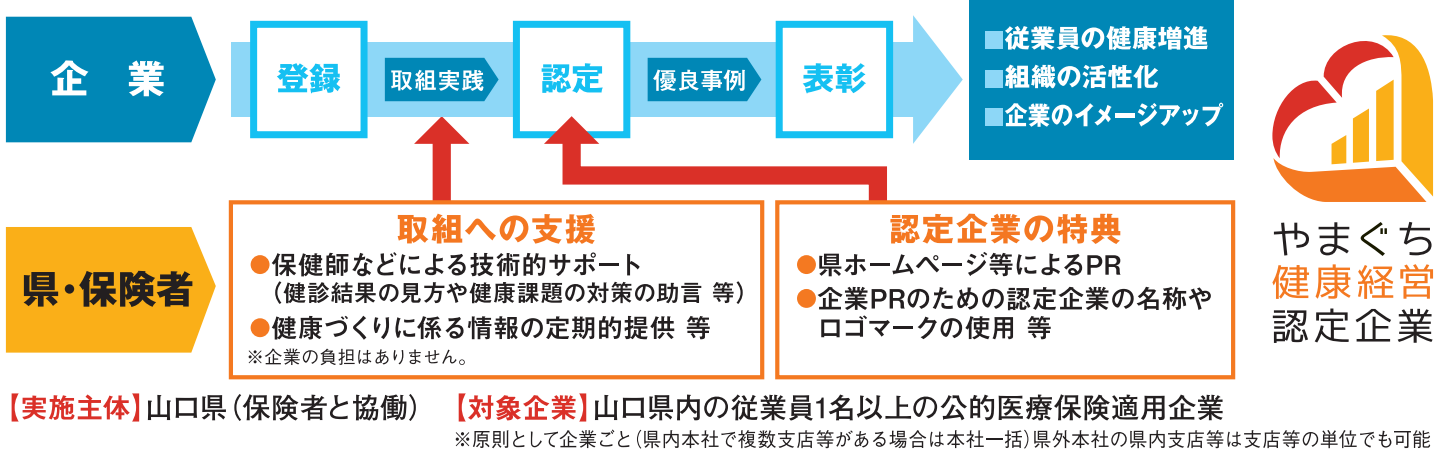 企業
登録
取組実践
認定
優良事例
表彰
■従業員の健康増進
■組織の活性化
■企業のイメージアップ
県・保険者
取組への支援
●保健師などによる技術的サポート
（健診結果の見方や健康課題の対策の助言 等）
●健康づくりに係る情報の定期的提供 等
※企業の負担はありません。
認定企業の特典
●県ホームページ等によるPR
●企業PRのための認定企業の名称や
ロゴマークの使用 等
やまぐち
健康経営
認定企業
【実施主体】山口県（保険者と協働）
【対象企業】山口県内の従業員1名以上の公的医療保険適用企業
※原則として企業ごと（県内本社で複数支店等がある場合は本社一括）県外本社の県内支店等は支店等の単位でも可能